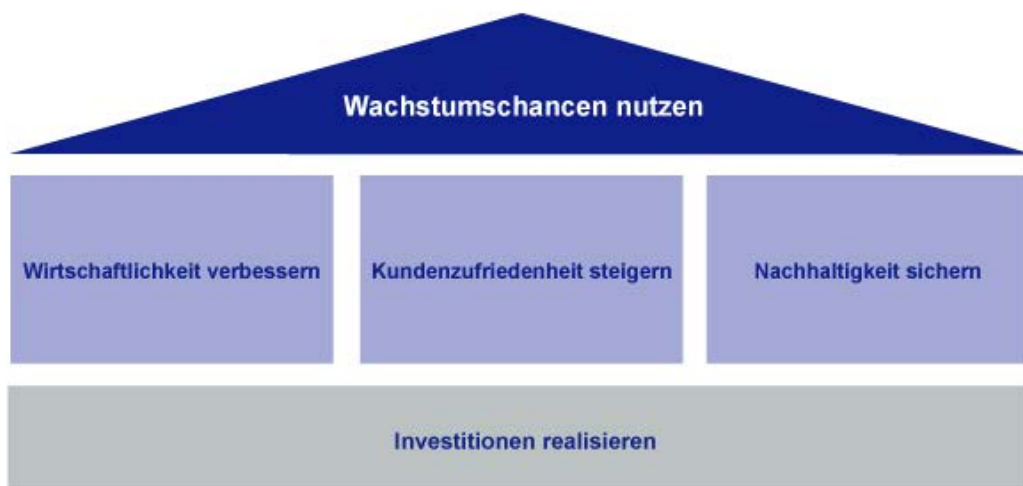 Wachstumschancen nutzen
Wirtschaftlichkeit verbessern
Kundenzufriedenheit steigern
Nachhaltigkeit sichern
Investitionen realisieren